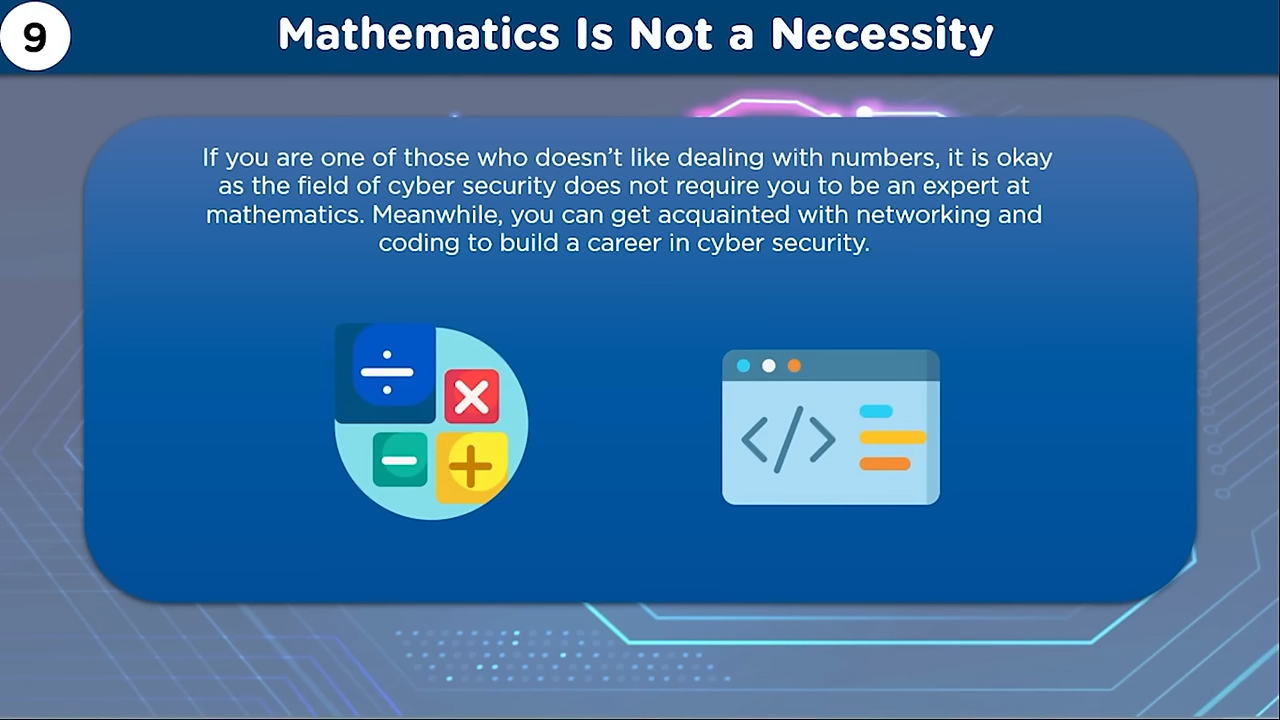 9
Mathematics Is Not a Necessity
If you are one of those who doesn't like dealing with numbers, it is okay
as the field of cyber security does not require you to be an expert at
mathematics. Meanwhile, you can get acquainted with networking and
coding to build a career in cyber security.
÷
×
−
+
</>